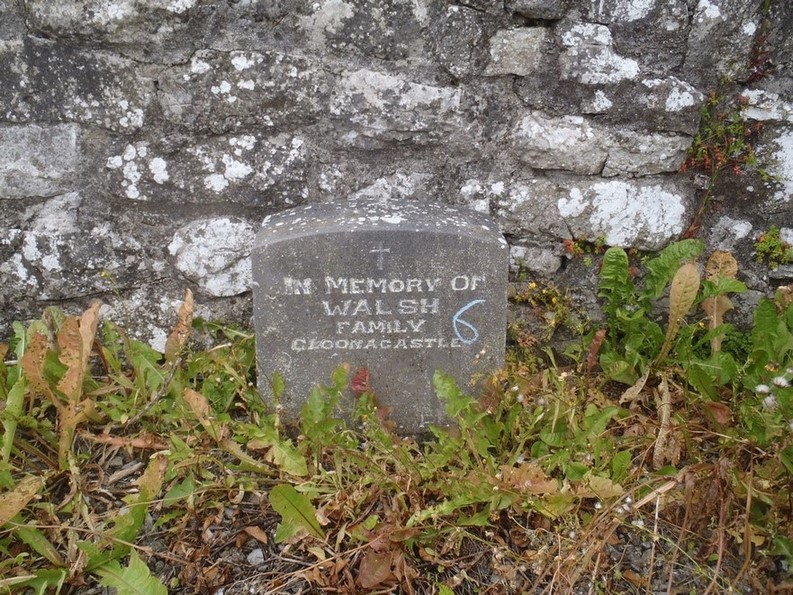 In Memory Of
WALSH
FAMILY
CLOONACASTLE
6